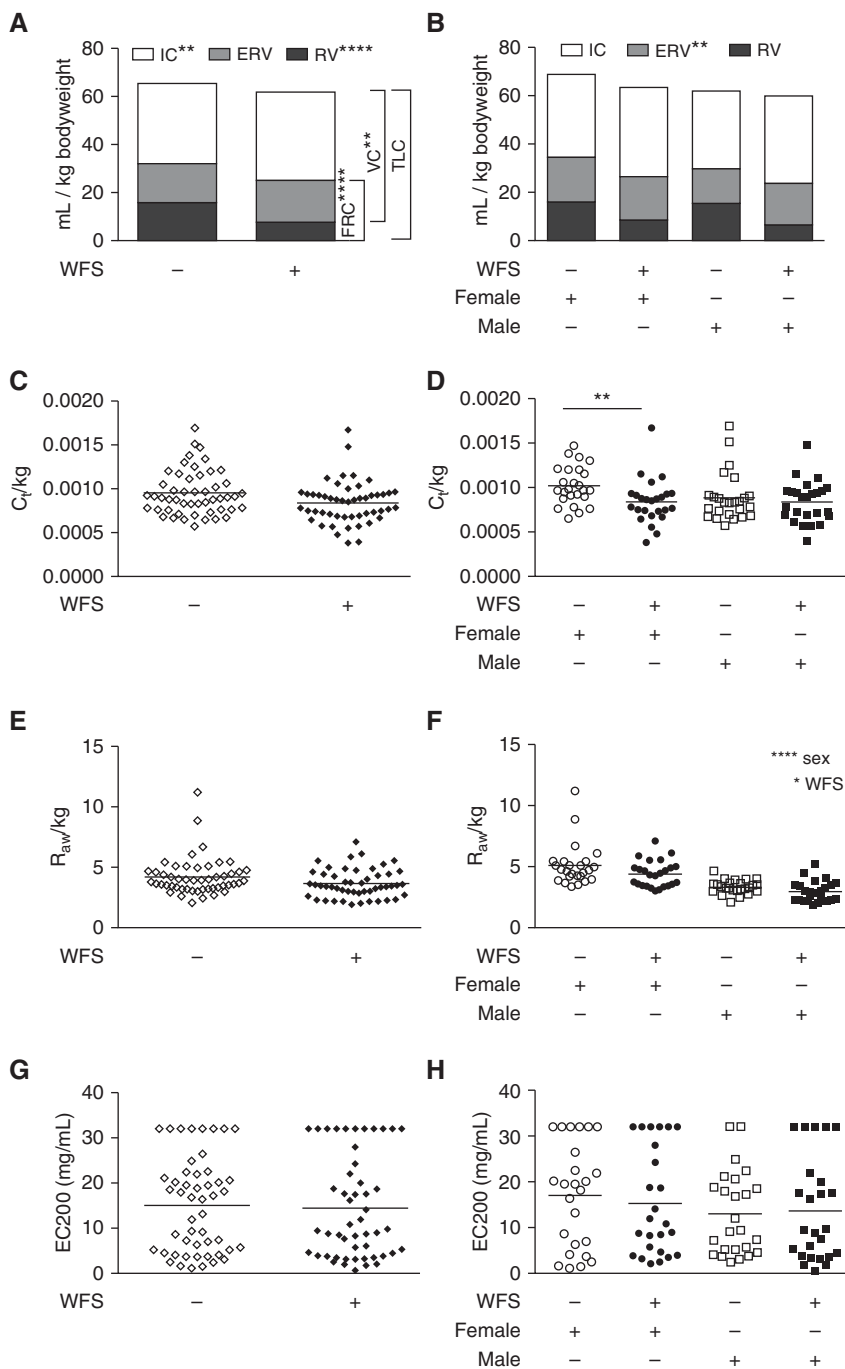 A
80
60
40
20
0
mL / kg bodyweight
IC** ERV RV****
FRC****
VC**
TLC
WFS − +
B
80
60
40
20
0
mL / kg bodyweight
IC ERV** RV
WFS − + − +
Female + + − −
Male − − + +
C
0.0020
0.0015
0.0010
0.0005
0.0000
Ct/kg
WFS − +
D
0.0020
0.0015
0.0010
0.0005
0.0000
Ct/kg
**
WFS − + − +
Female + + − −
Male − − + +
E
15
10
5
0
Raw/kg
WFS − +
F
15
10
5
0
Raw/kg
**** sex
* WFS
WFS − + − +
Female + + − −
Male − − + +
G
40
30
20
10
0
EC200 (mg/mL)
WFS − +
H
40
30
20
10
0
EC200 (mg/mL)
WFS − + − +
Female + + − −
Male − − + +